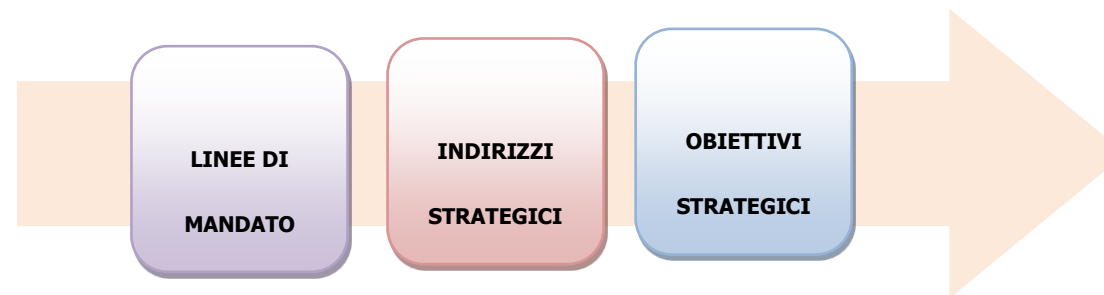 LINEE DI
MANDATO
INDIRIZZI
STRATEGICI
OBIETTIVI
STRATEGICI